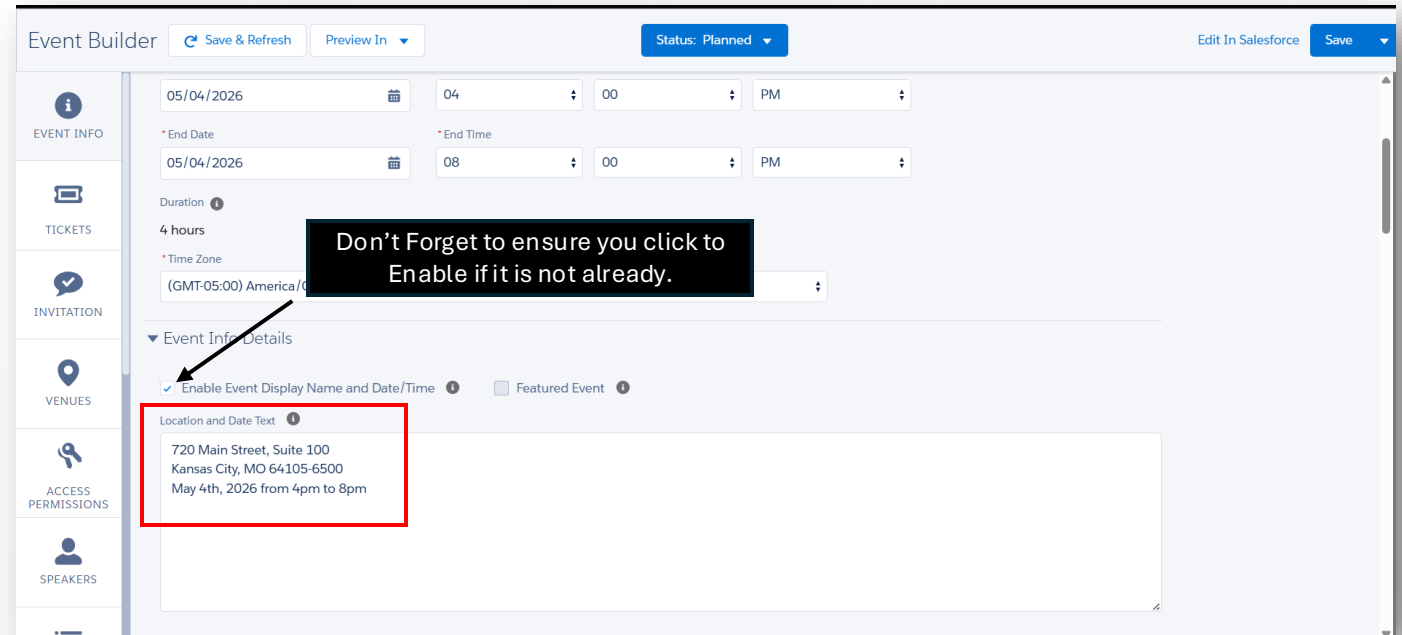 Event Builder
Save & Refresh
Preview In
Status: Planned
Edit In Salesforce
Save
EVENT INFO
TICKETS
INVITATION
VENUES
ACCESS
PERMISSIONS
SPEAKERS
05/04/2026
04
00
PM
*End Date
*End Time
05/04/2026
08
00
PM
Duration
4 hours
Don't Forget to ensure you click to
Enable if it is not already.
*Time Zone
(GMT-05:00) America/
Event Info Details
Enable Event Display Name and Date/Time
Featured Event
Location and Date Text
720 Main Street, Suite 100
Kansas City, MO 64105-6500
May 4th, 2026 from 4pm to 8pm